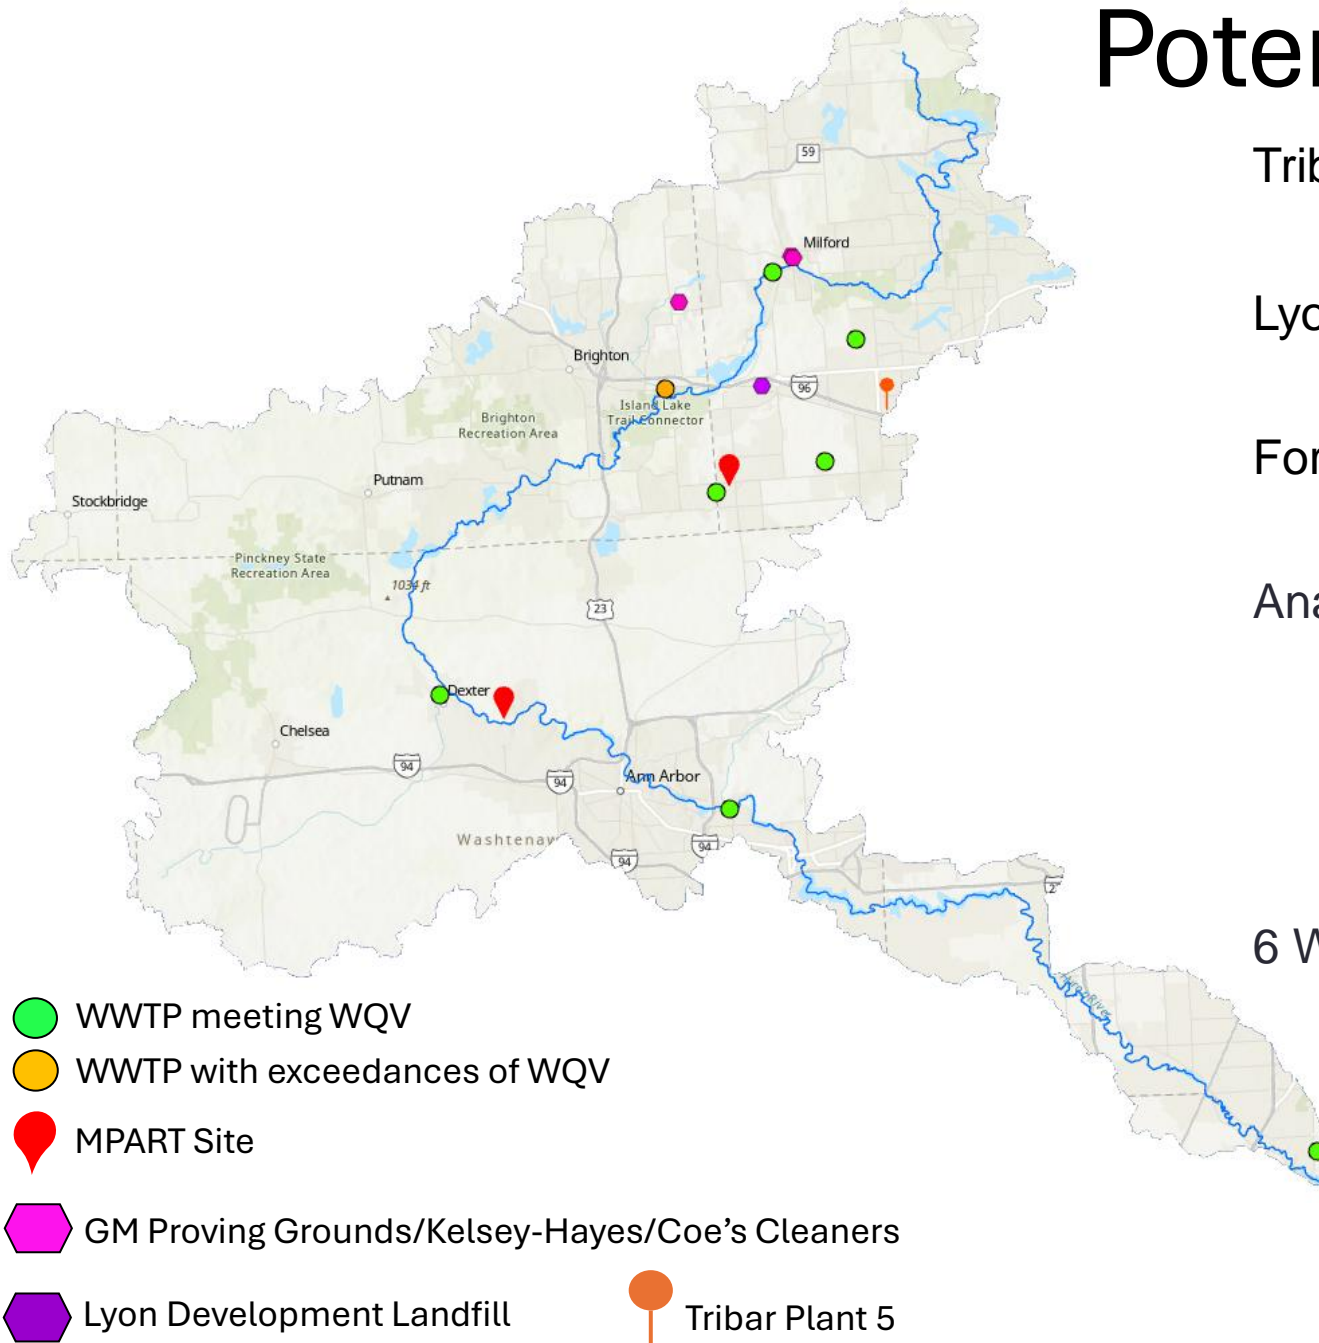 Poter
Trib
Lyo
For
Ana
6 W
59
Milford
Brighton
96
Island Lake
Trail Connector
Brighton
Recreation Area
Putnam
Stockbridge
Pinckney State
Recreation Area
1034 ft
23
Dexter
Chelsea
94
94
Ann Arbor
Washtenaw
94
94
2
Huron River
WWTP meeting WQV
WWTP with exceedances of WQV
MPART Site
GM Proving Grounds/Kelsey-Hayes/Coe’s Cleaners
Lyon Development Landfill
Tribar Plant 5